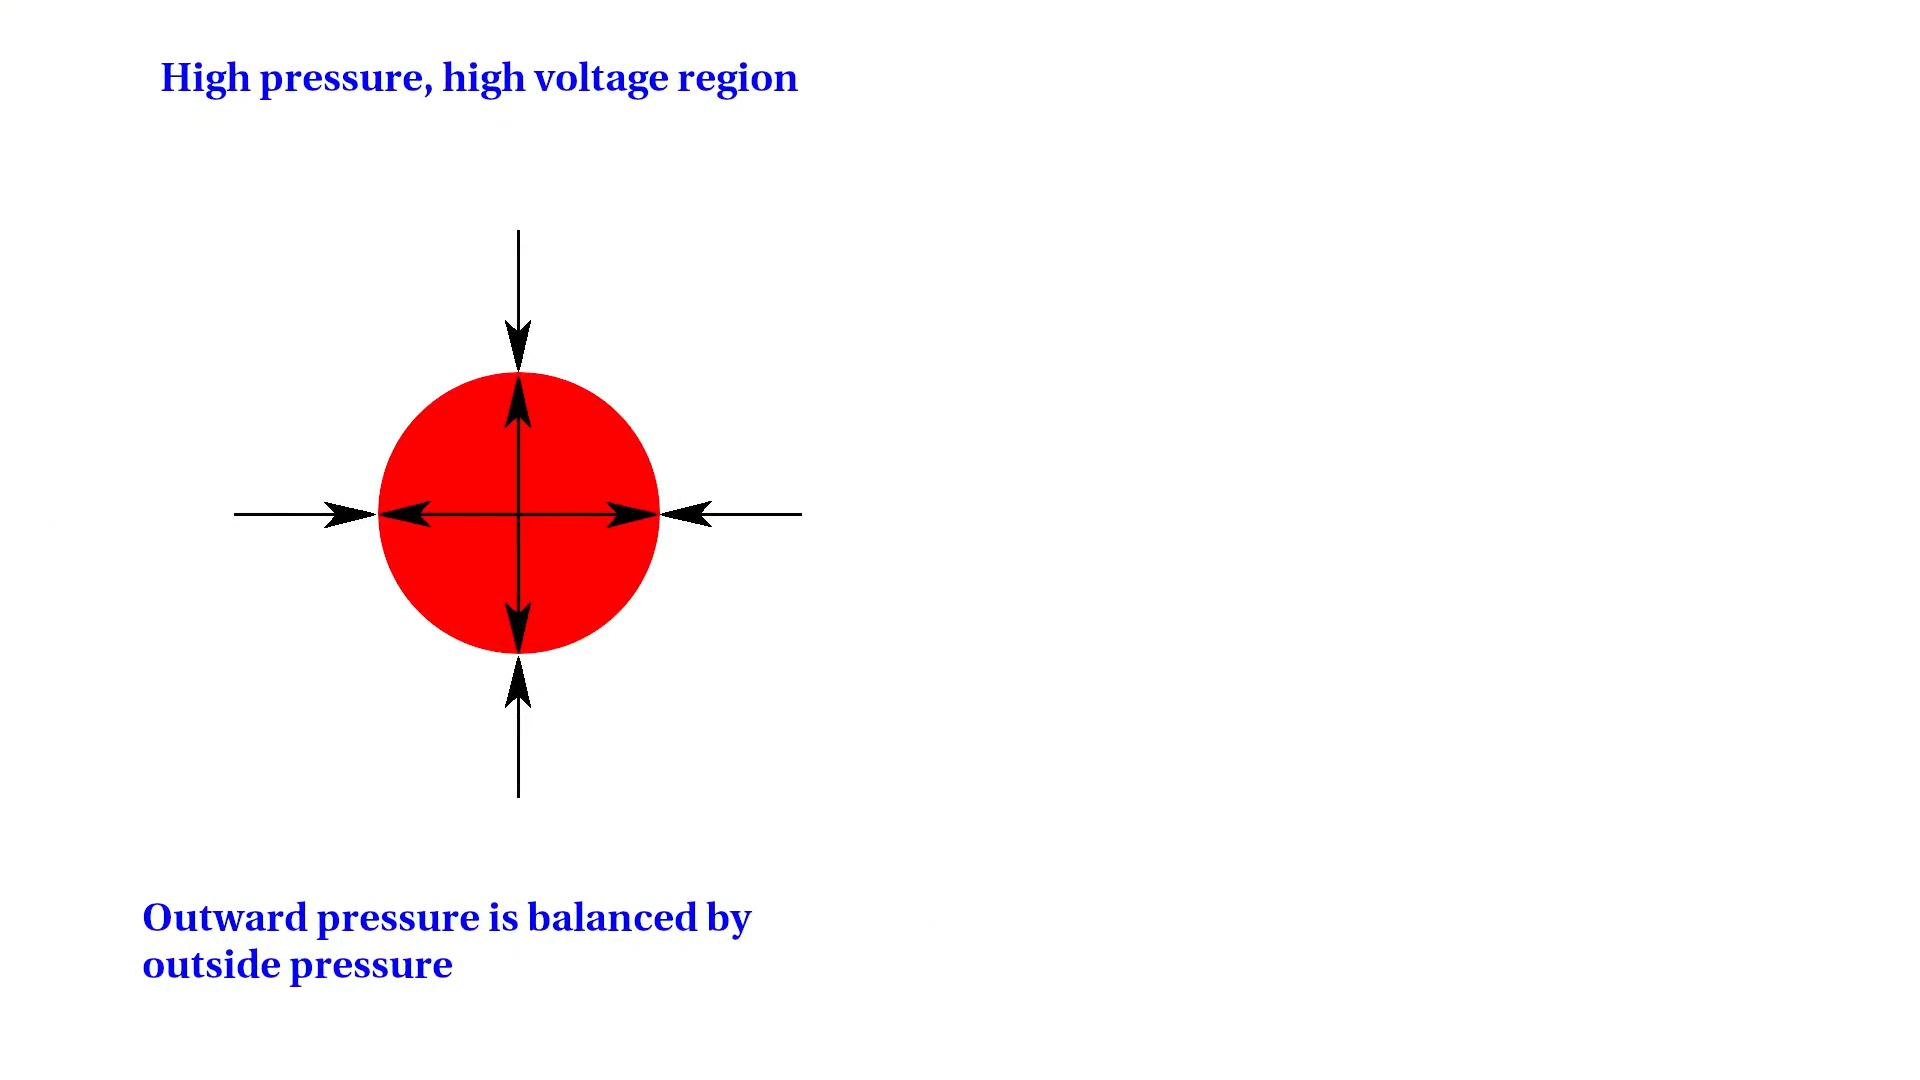 High pressure, high voltage region
Outward pressure is balanced by
outside pressure